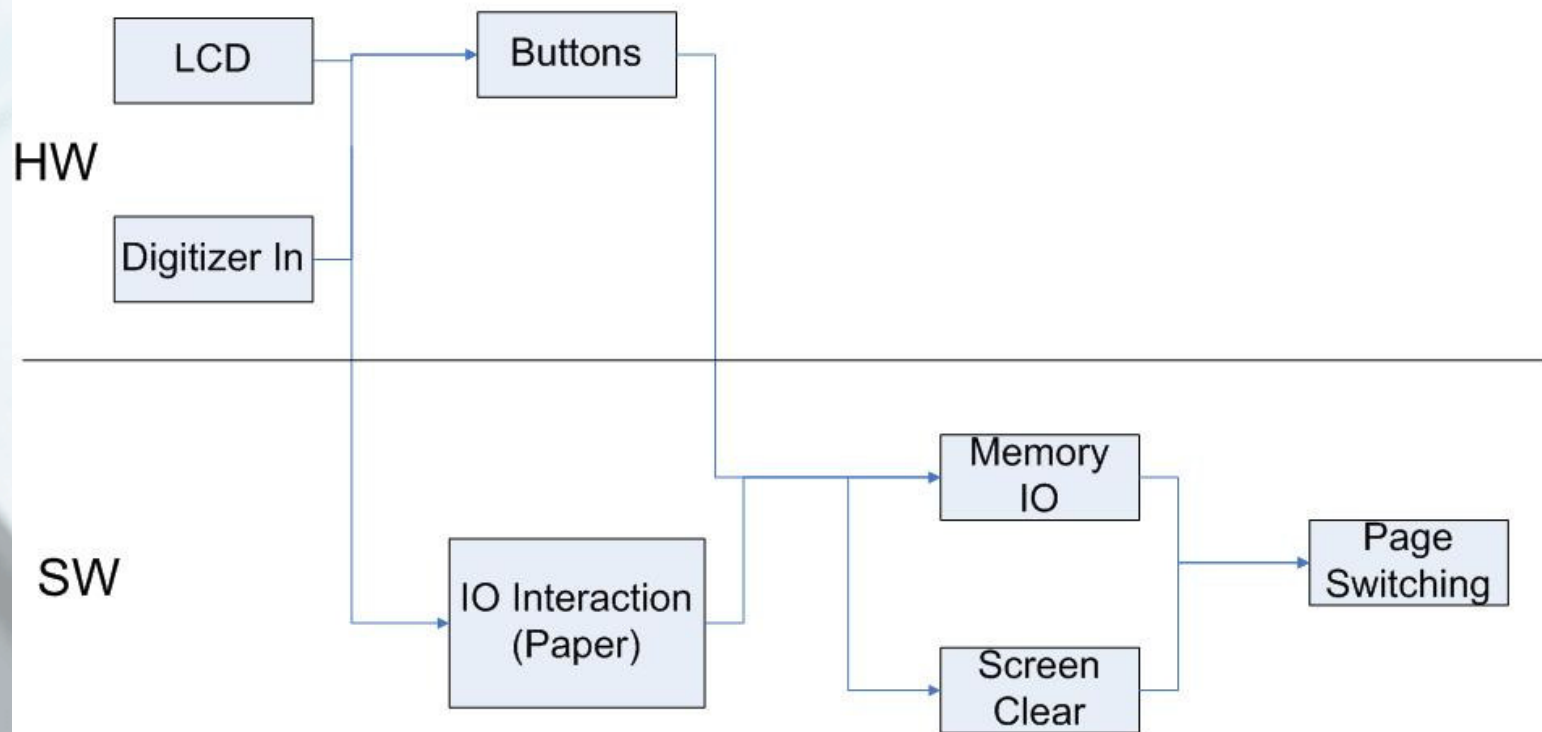 LCD
Buttons
HW
Digitizer In
Memory
IO
Page
Switching
SW
IO Interaction
(Paper)
Screen
Clear